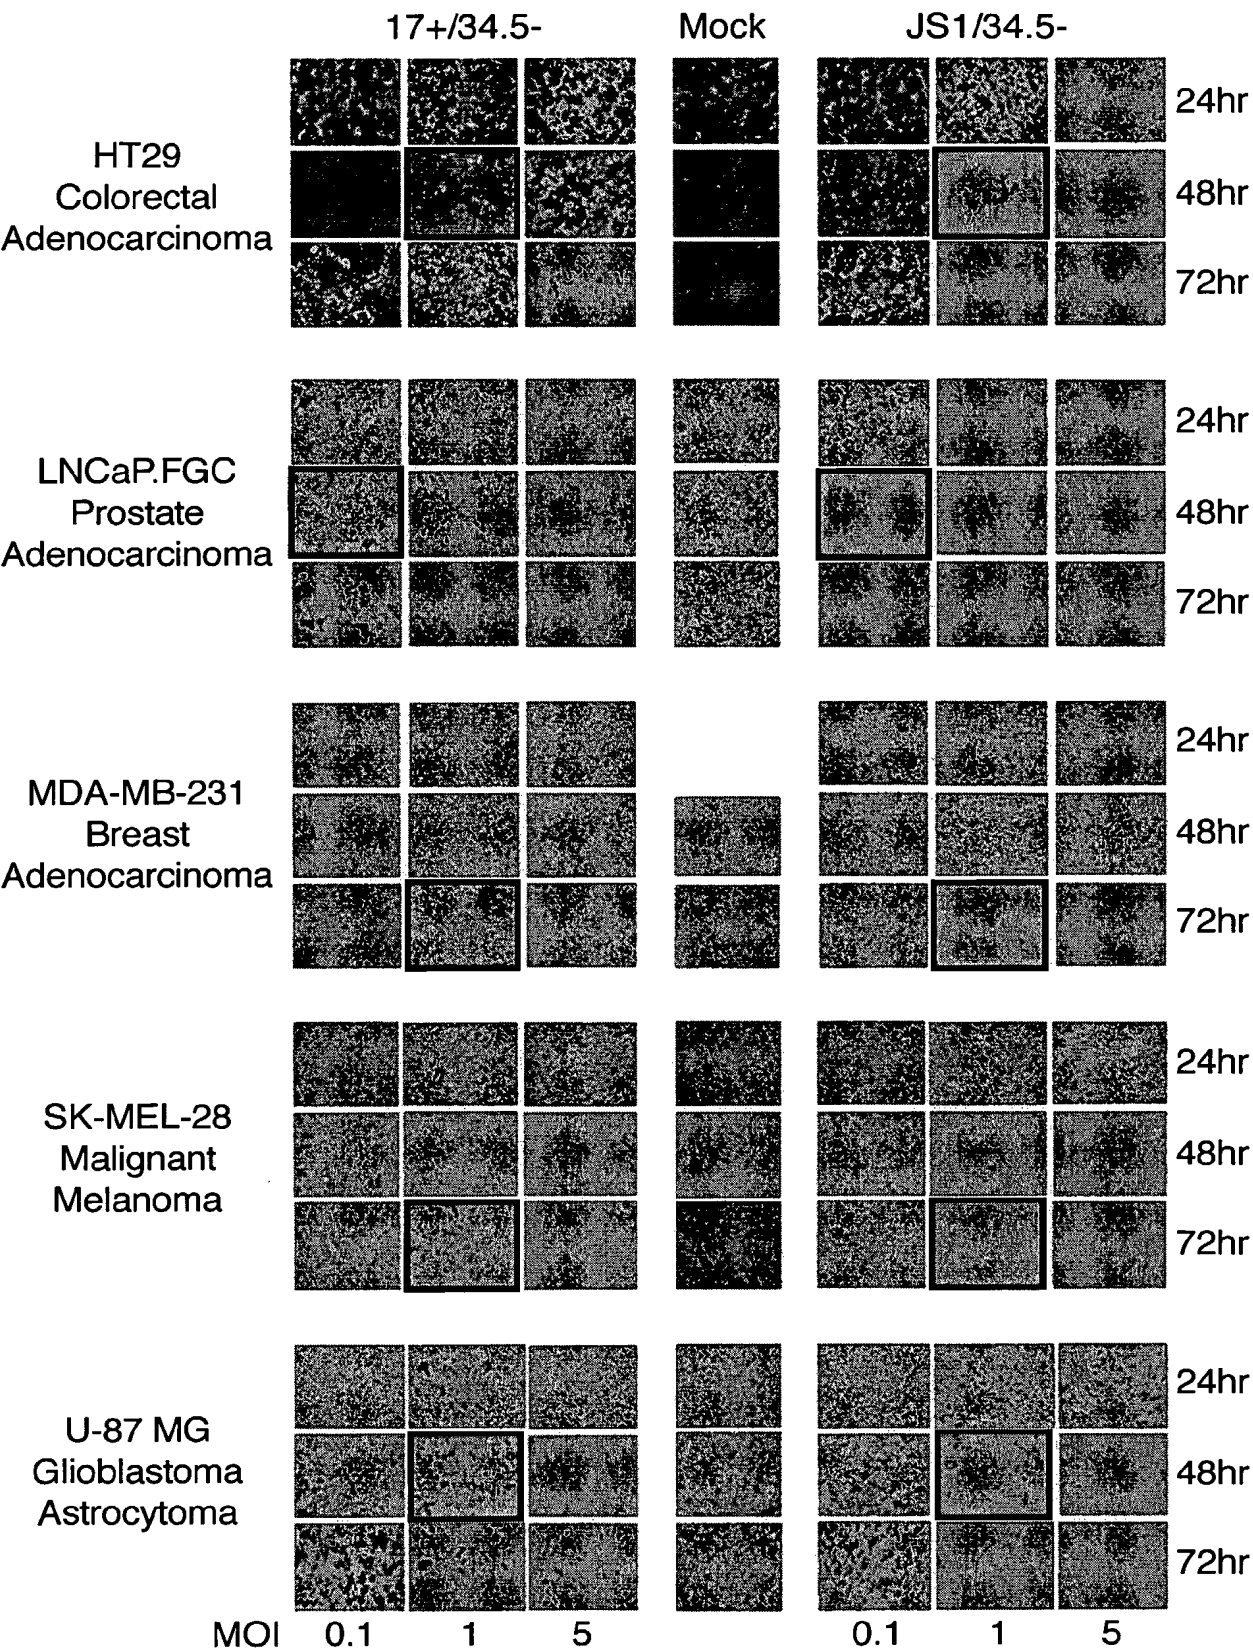 17+/34.5- Mock JS1/34.5-
24hr
HT29
Colorectal
Adenocarcinoma
48hr
72hr
24hr
LNCaP.FGC
Prostate
Adenocarcinoma
48hr
72hr
24hr
MDA-MB-231
Breast
Adenocarcinoma
48hr
72hr
24hr
SK-MEL-28
Malignant
Melanoma
48hr
72hr
24hr
U-87 MG
Glioblastoma
Astrocytoma
48hr
72hr
MOI 0.1 1 5 0.1 1 5